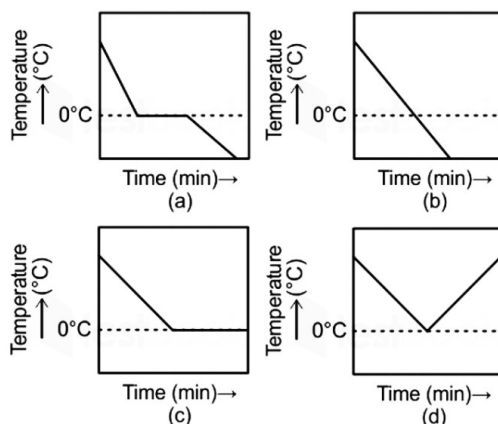 Temperature
(°C)
0°C
Time (min)→
(a)
Temperature
(°C)
0°C
Time (min)→
(b)
Temperature
(°C)
0°C
Time (min)→
(c)
Temperature
(°C)
0°C
Time (min)→
(d)